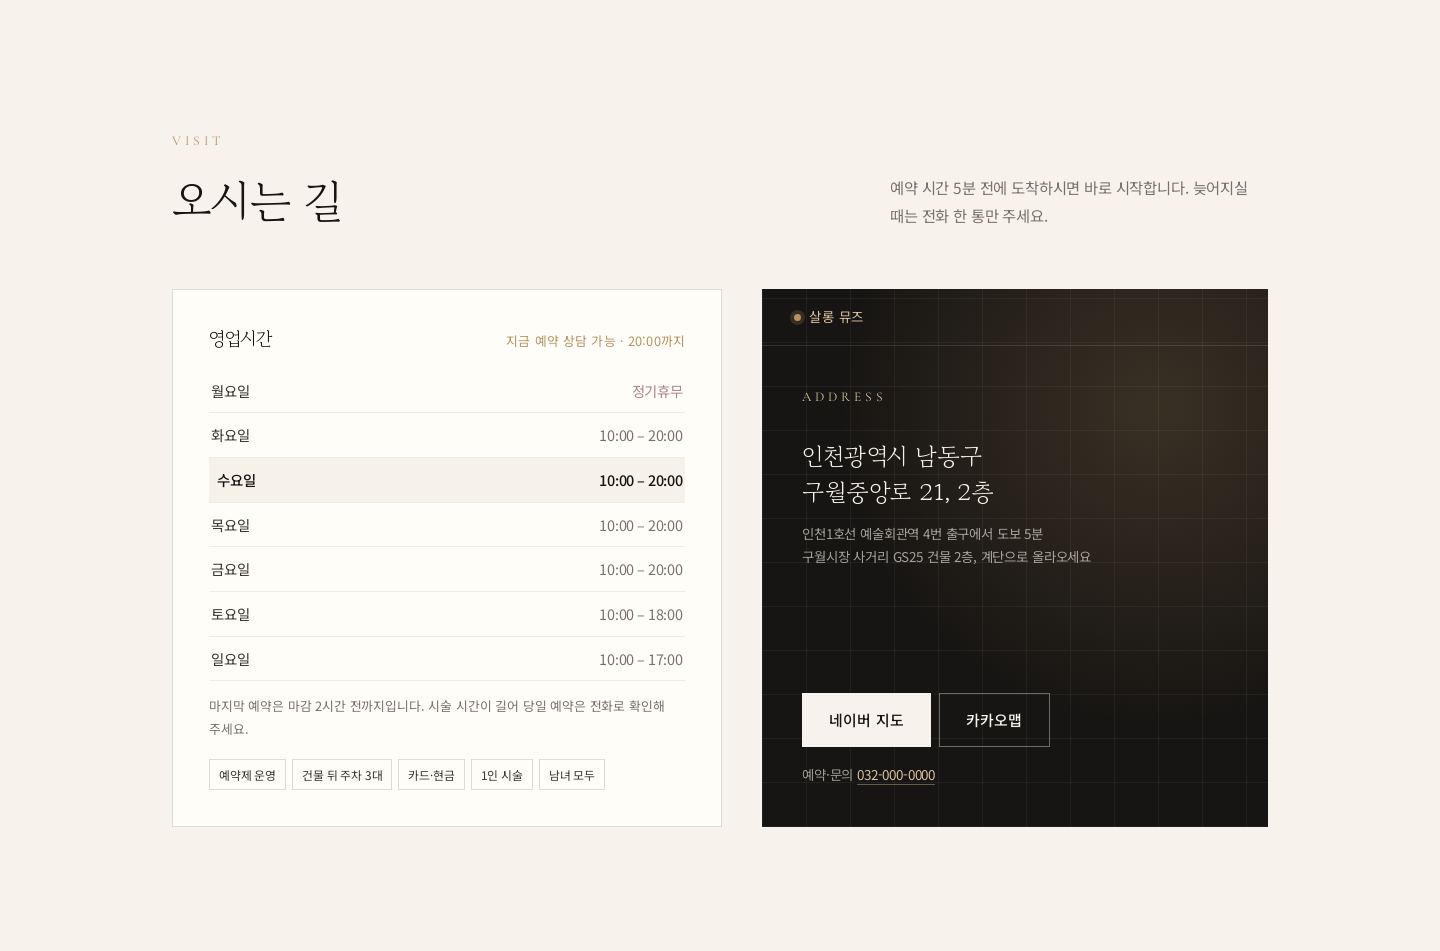 VISIT
오시는 길
예약 시간 5분 전에 도착하시면 바로 시작합니다. 늦어지실
때는 전화 한 통만 주세요.
영업시간
지금 예약 상담 가능 · 20:00까지
월요일 정기휴무
화요일 10:00 – 20:00
수요일 10:00 – 20:00
목요일 10:00 – 20:00
금요일 10:00 – 20:00
토요일 10:00 – 18:00
일요일 10:00 – 17:00
마지막 예약은 마감 2시간 전까지입니다. 시술 시간이 길어 당일 예약은 전화로 확인해
주세요.
예약제 운영 건물 뒤 주차 3대 카드·현금 1인 시술 남녀 모두
살롱 뮤즈
ADDRESS
인천광역시 남동구
구월중앙로 21, 2층
인천1호선 예술회관역 4번 출구에서 도보 5분
구월시장 사거리 GS25 건물 2층, 계단으로 올라오세요
네이버 지도 카카오맵
예약·문의 032-000-0000